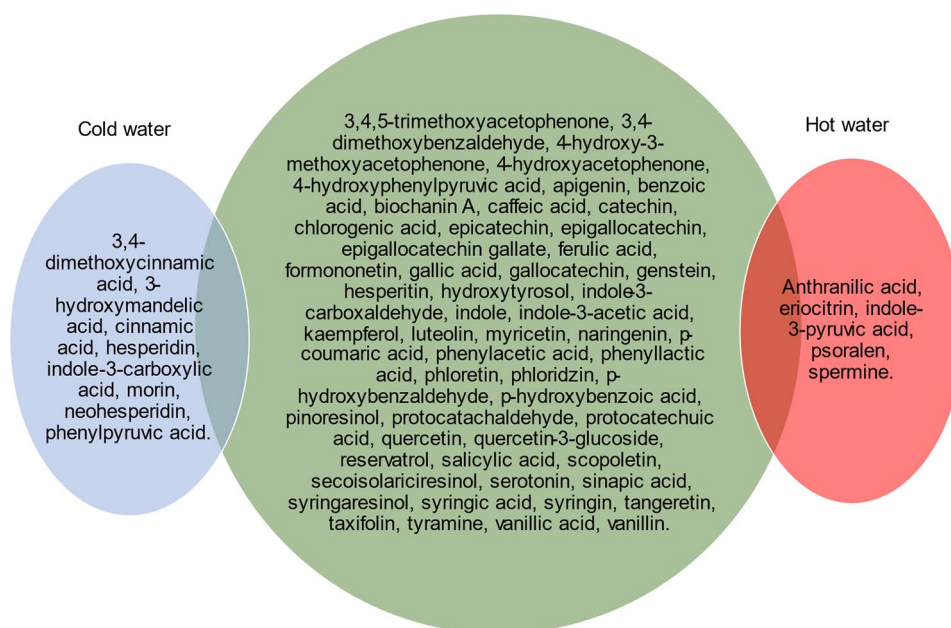 Cold water
3,4-
dimethoxycinnamic
acid, 3-
hydroxymandelic
acid, cinnamic
acid, hesperidin,
indole-3-carboxylic
acid, morin,
neohesperidin,
phenylpyruvic acid.
3,4,5-trimethoxyacetophenone, 3,4-
dimethoxybenzaldehyde, 4-hydroxy-3-
methoxyacetophenone, 4-hydroxyacetophenone,
4-hydroxyphenylpyruvic acid, apigenin, benzoic
acid, biochanin A, caffeic acid, catechin,
chlorogenic acid, epicatechin, epigallocatechin,
epigallocatechin gallate, ferulic acid,
formononetin, gallic acid, gallocatechin, genstein,
hesperitin, hydroxytyrosol, indole-3-
carboxaldehyde, indole, indole-3-acetic acid,
kaempferol, luteolin, myricetin, naringenin, p-
coumaric acid, phenylacetic acid, phenyllactic
acid, phloretin, phloridzin, p-
hydroxybenzaldehyde, p-hydroxybenzoic acid,
pinoresinol, protocatachaldehyde, protocatechuic
acid, quercetin, quercetin-3-glucoside,
reservatrol, salicylic acid, scopoletin,
secoisolariciresinol, serotonin, sinapic acid,
syringaresinol, syringic acid, syringin, tangeretin,
taxifolin, tyramine, vanillic acid, vanillin.
Hot water
Anthranilic acid,
eriocitrin, indole-
3-pyruvic acid,
psoralen,
spermine.